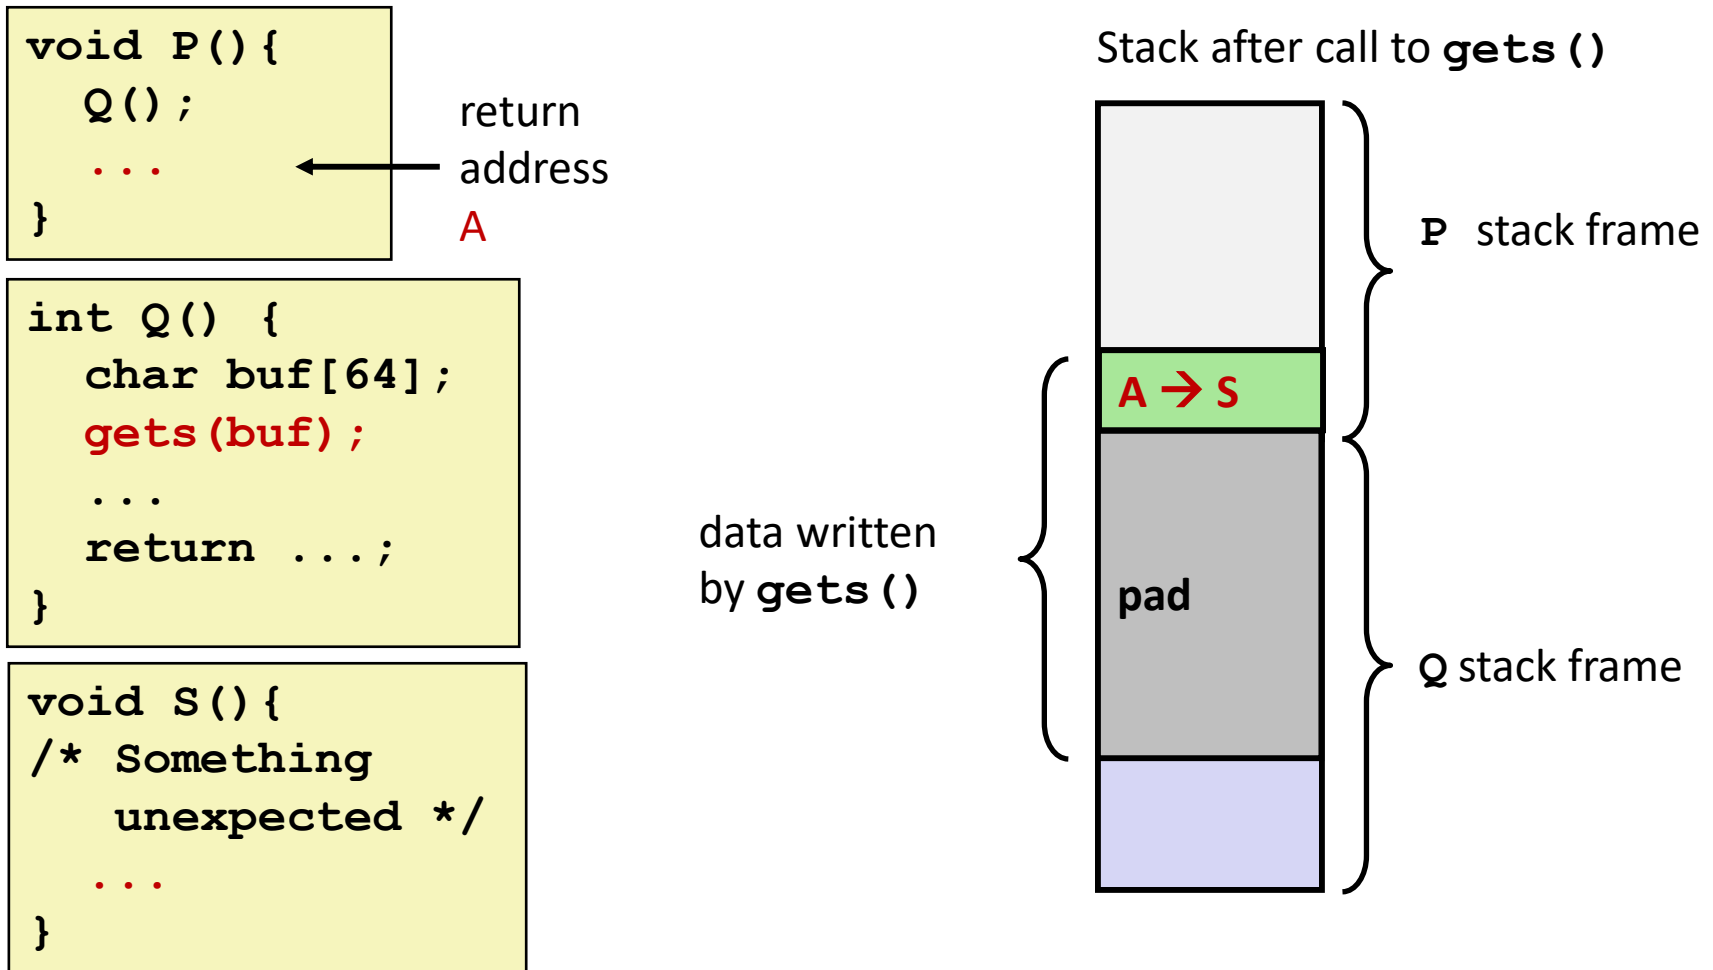 void P(){
  Q();
  ...
}
return
address
A
int Q() {
  char buf[64];
  gets(buf);
  ...
  return ...;
}
void S(){
/* Something
   unexpected */
  ...
}
Stack after call to gets()
P stack frame
A → S
data written
by gets()
pad
Q stack frame